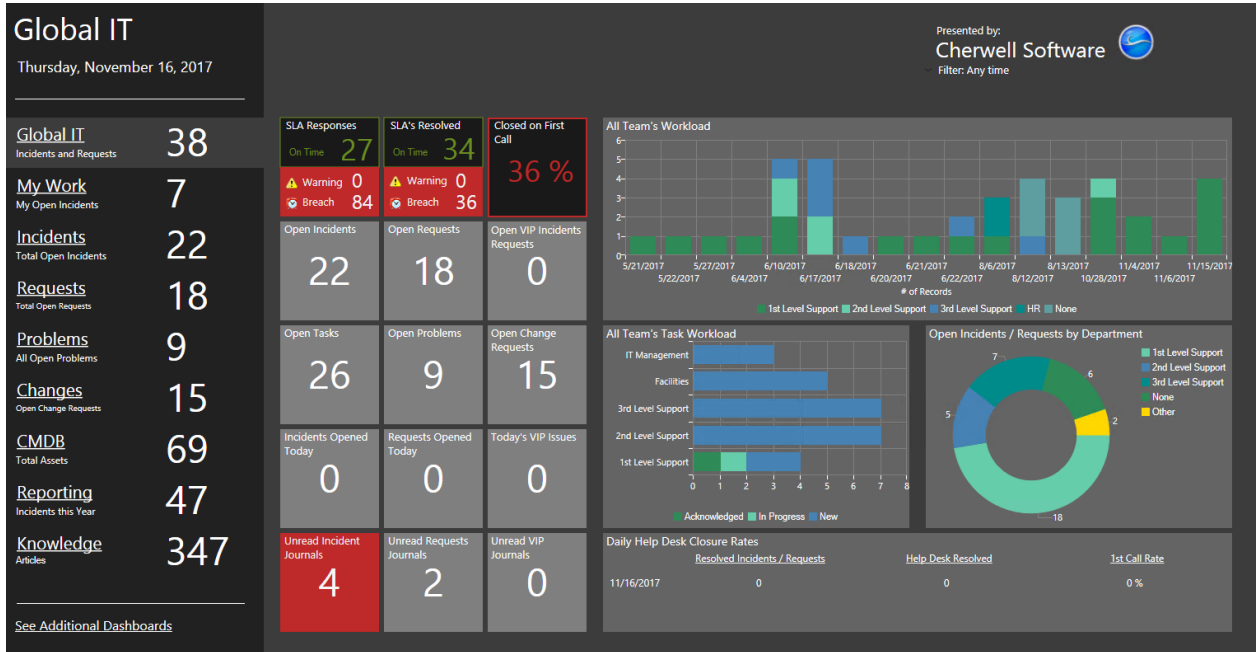 Global IT
Thursday, November 16, 2017
Presented by:
Cherwell Software
Filter: Any time
Global IT 38
Incidents and Requests
My Work 7
My Open Incidents
Incidents 22
Total Open Incidents
Requests 18
Total Open Requests
Problems 9
All Open Problems
Changes 15
Open Change Requests
CMDB 69
Total Assets
Reporting 47
Incidents this Year
Knowledge 347
Articles
See Additional Dashboards
SLA Responses
On Time 27
Warning 0
Breach 84
SLA's Resolved
On Time 34
Warning 0
Breach 36
Closed on First
Call
36 %
Open Incidents
22
Open Requests
18
Open VIP Incidents
Requests
0
Open Tasks
26
Open Problems
9
Open Change
Requests
15
Incidents Opened
Today
0
Requests Opened
Today
0
Today's VIP Issues
0
Unread Incident
Journals
4
Unread Requests
Journals
2
Unread VIP
Journals
0
All Team's Workload
6
5
4
3
2
1
0
5/21/2017 5/27/2017 6/10/2017 6/18/2017 6/21/2017 8/6/2017 8/13/2017 11/4/2017 11/15/2017
5/22/2017 6/4/2017 6/17/2017 6/20/2017 6/22/2017 8/12/2017 10/28/2017 11/6/2017
# of Records
1st Level Support 2nd Level Support 3rd Level Support HR None
All Team's Task Workload
IT Management
Facilities
3rd Level Support
2nd Level Support
1st Level Support
0 1 2 3 4 5 6 7 8
Acknowledged In Progress New
Open Incidents / Requests by Department
7
6
2
5
18
1st Level Support
2nd Level Support
3rd Level Support
None
Other
Daily Help Desk Closure Rates
Resolved Incidents / Requests Help Desk Resolved 1st Call Rate
11/16/2017 0 0 0 %